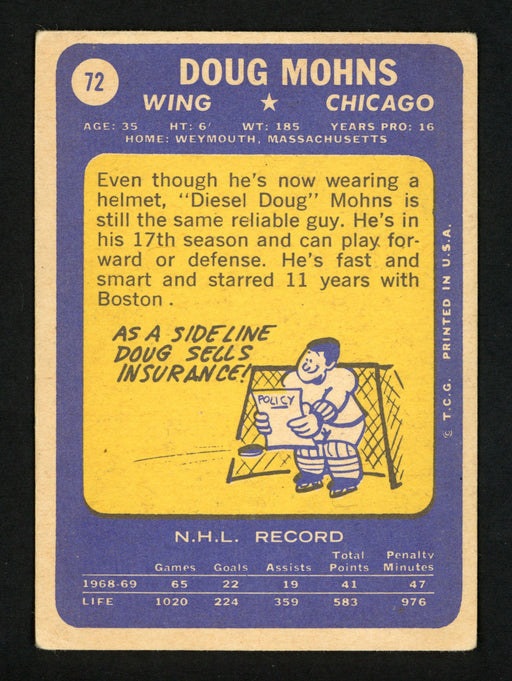 72
DOUG MOHNS
WING ★ CHICAGO
AGE: 35 HT: 6' WT: 185 YEARS PRO: 16
HOME: WEYMOUTH, MASSACHUSETTS
Even though he's now wearing a
helmet, "Diesel Doug" Mohns is
still the same reliable guy. He's in
his 17th season and can play for-
ward or defense. He's fast and
smart and starred 11 years with
Boston.
AS A SIDELINE
DOUG SELLS
INSURANCE!
POLICY
© T.C.G. PRINTED IN U.S.A.
N.H.L. RECORD
Games Goals Assists Total Points Penalty Minutes
1968-69 65 22 19 41 47
LIFE 1020 224 359 583 976